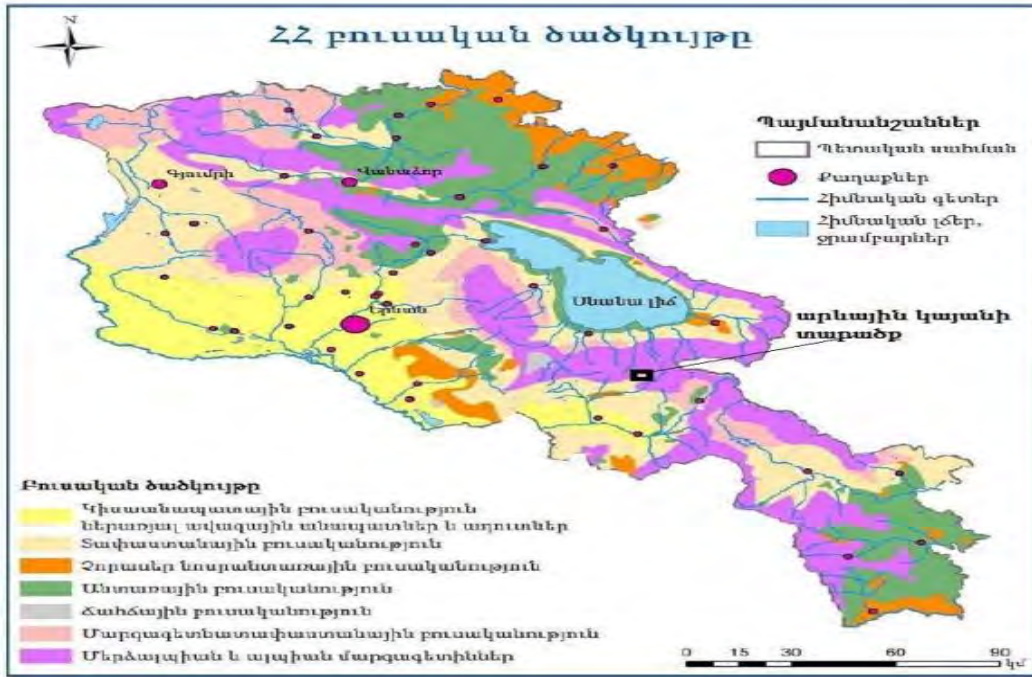 N
ՀՀ բուսական ծածկույթը
Պայմանանշաններ
Պետական սահման
Քաղաքներ
Հիմնական գետեր
Հիմնական լճեր,
ջրամբարներ
Գյումրի
Վանաձոր
Սևանա լիճ
Երևան
արևային կայանի
տարածք
Բուսական ծածկույթը
Կիսաանապատային բուսականություն
ներառյալ ավազային անապատներ և աղուտներ
Տափաստանային բուսականություն
Չորասեր նոսրանտառային բուսականություն
Անտառային բուսականություն
Ճահճային բուսականություն
Մարգագետնատափաստանային բուսականություն
Մերձալպիան և ալպիան մարգագետիններ
0 15 30 60 90
կմ